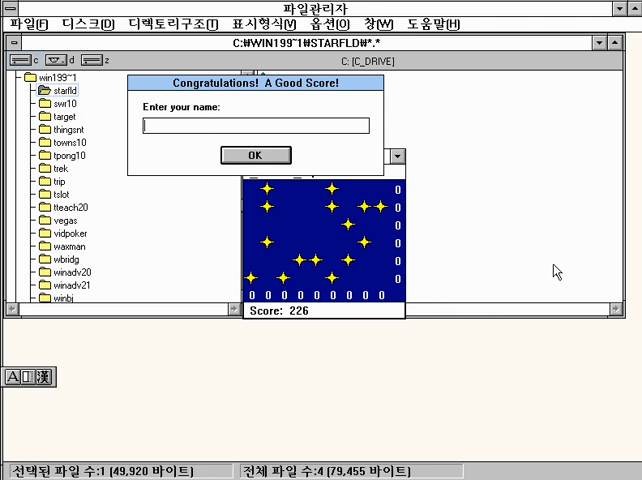 파일관리자
파일(F) 디스크(D) 디렉토리구조(T) 표시형식(V) 옵션(O) 창(W) 도움말(H)
C:₩WIN199~1₩STARFLD₩*.*
c d z C: [C_DRIVE]
win199~1
starfld
swr10
target
thingsnt
towns10
tpong10
trek
trip
tslot
tteach20
vegas
vidpoker
waxman
wbridg
winadv20
winadv21
winbj
Congratulations! A Good Score!
Enter your name:
OK
0
0
0
0
0
0
0 0 0 0 0 0 0 0 0
Score: 226
A 漢
선택된 파일 수:1 (49,920 바이트) 전체 파일 수:4 (79,455 바이트)